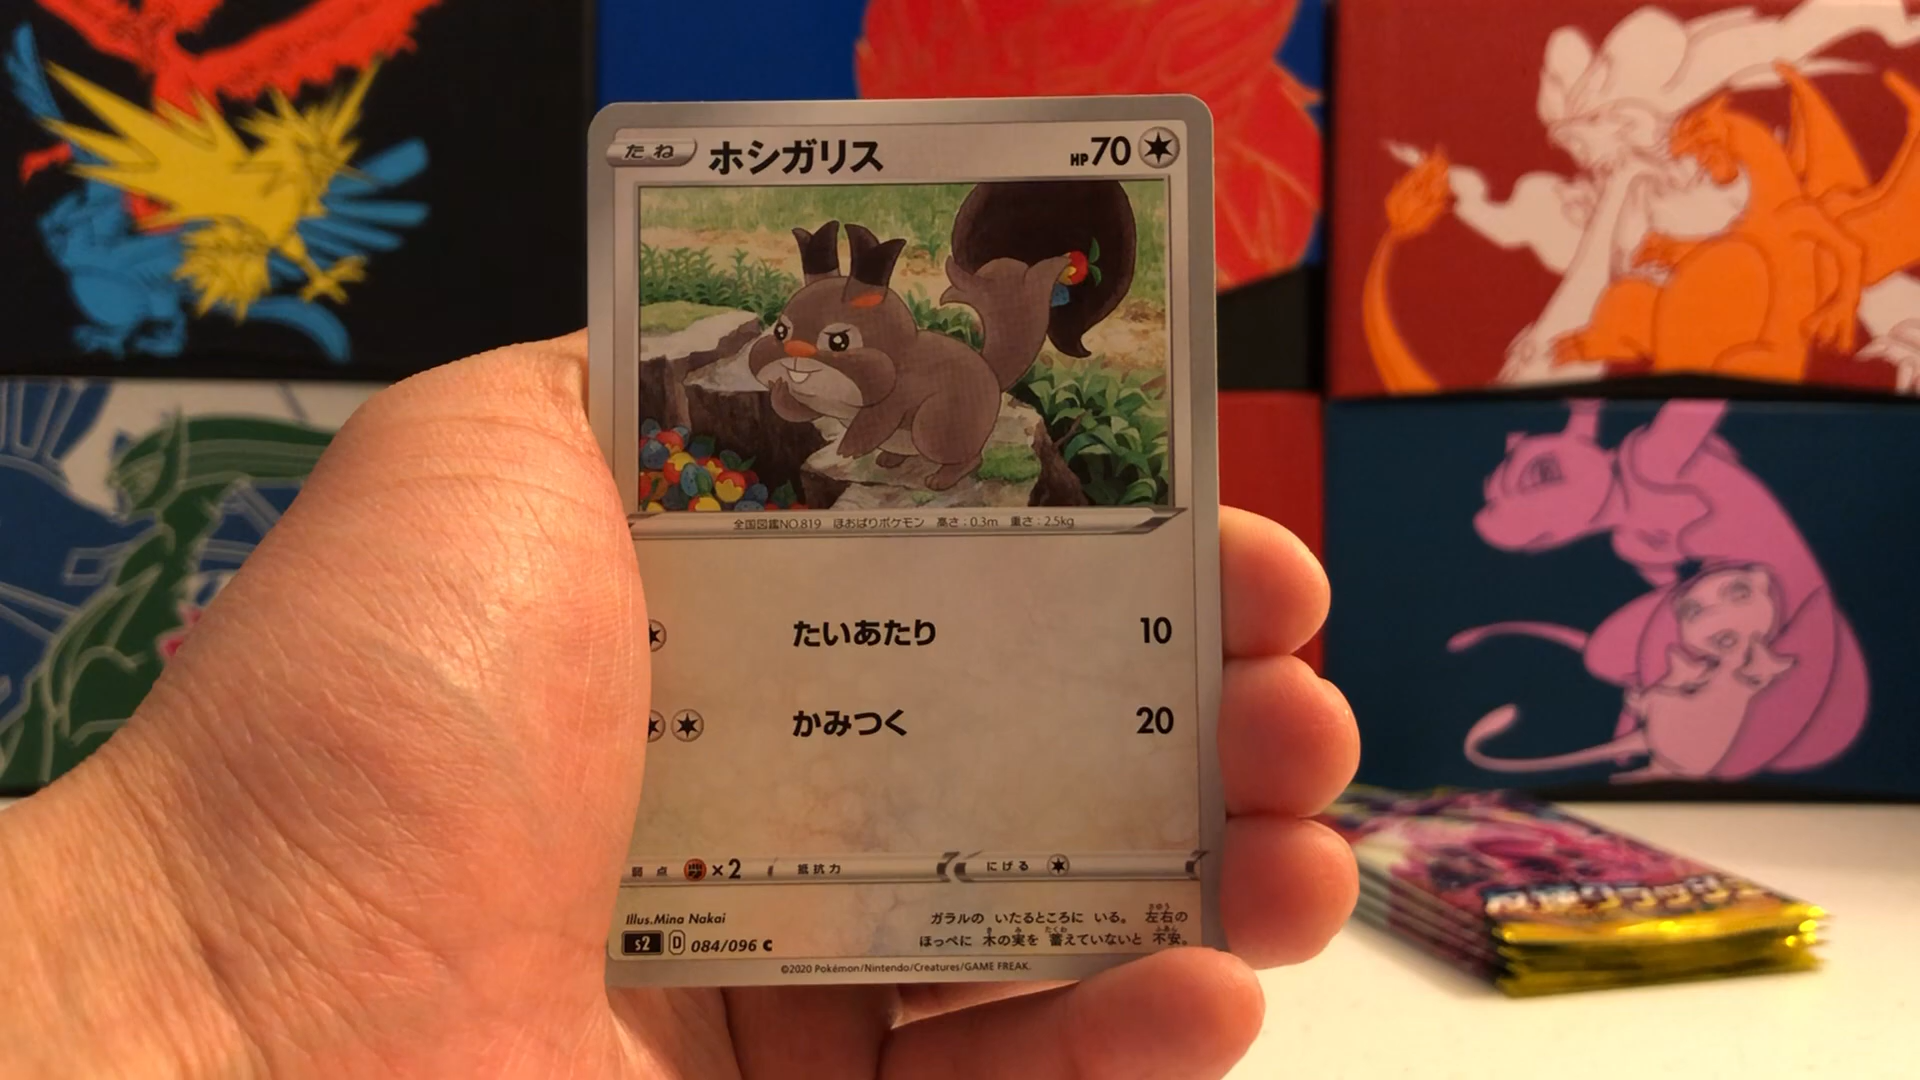 たね ホシガリス HP70
全国図鑑NO.819 ほおばりポケモン 高さ:0.3m 重さ:2.5kg
たいあたり 10
かみつく 20
弱点 ×2 抵抗力 にげる
Illus.Mina Nakai
s2 D 084/096 C
ガラルの いたるところに いる。 左右の
ほっぺに 木の実を 蓄えていないと 不安。
©2020 Pokémon/Nintendo/Creatures/GAME FREAK.